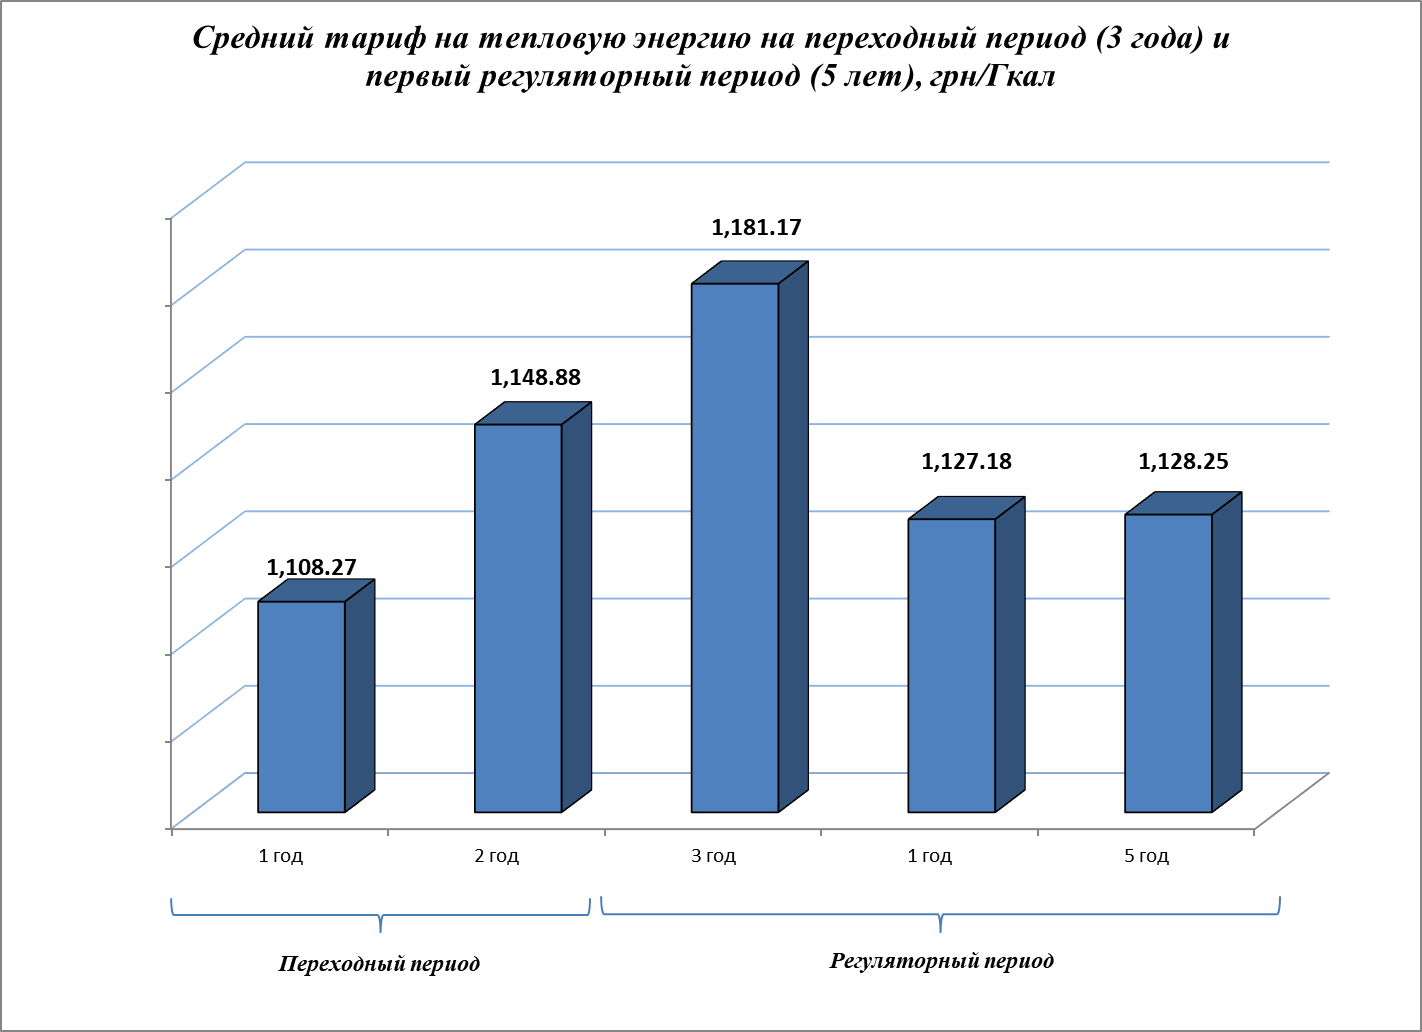 Средний тариф на тепловую энергию на переходный период (3 года) и
первый регуляторный период (5 лет), грн/Гкал
1,181.17
1,148.88
1,127.18
1,128.25
1,108.27
1 год
2 год
3 год
1 год
5 год
Переходный период
Регуляторный период